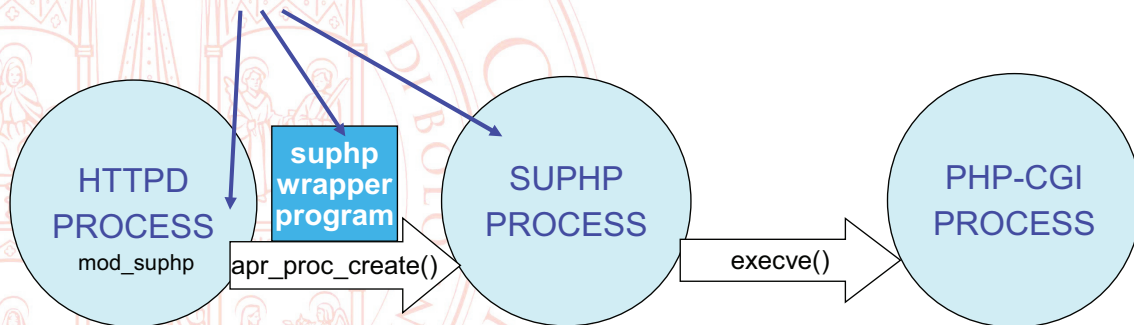 HTTPD
PROCESS
mod_suphp
suphp
wrapper
program
apr_proc_create()
SUPHP
PROCESS
execve()
PHP-CGI
PROCESS